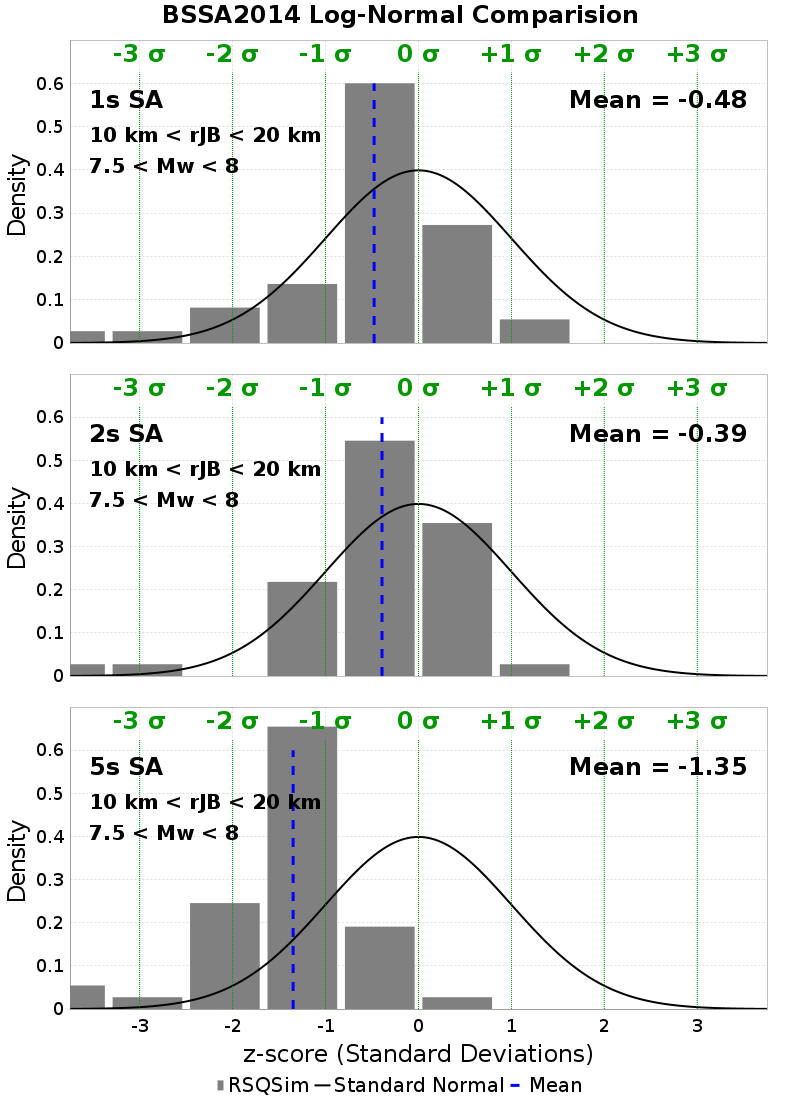 BSSA2014 Log-Normal Comparision
-3 σ -2 σ -1 σ 0 σ +1 σ +2 σ +3 σ
1s SA Mean = -0.48
10 km < rJB < 20 km
7.5 < Mw < 8
Density
0.6
0.5
0.4
0.3
0.2
0.1
0
-3 σ -2 σ -1 σ 0 σ +1 σ +2 σ +3 σ
2s SA Mean = -0.39
10 km < rJB < 20 km
7.5 < Mw < 8
Density
0.6
0.5
0.4
0.3
0.2
0.1
0
-3 σ -2 σ -1 σ 0 σ +1 σ +2 σ +3 σ
5s SA Mean = -1.35
10 km < rJB < 20 km
7.5 < Mw < 8
Density
0.6
0.5
0.4
0.3
0.2
0.1
0
-3 -2 -1 0 1 2 3
z-score (Standard Deviations)
RSQSim Standard Normal Mean